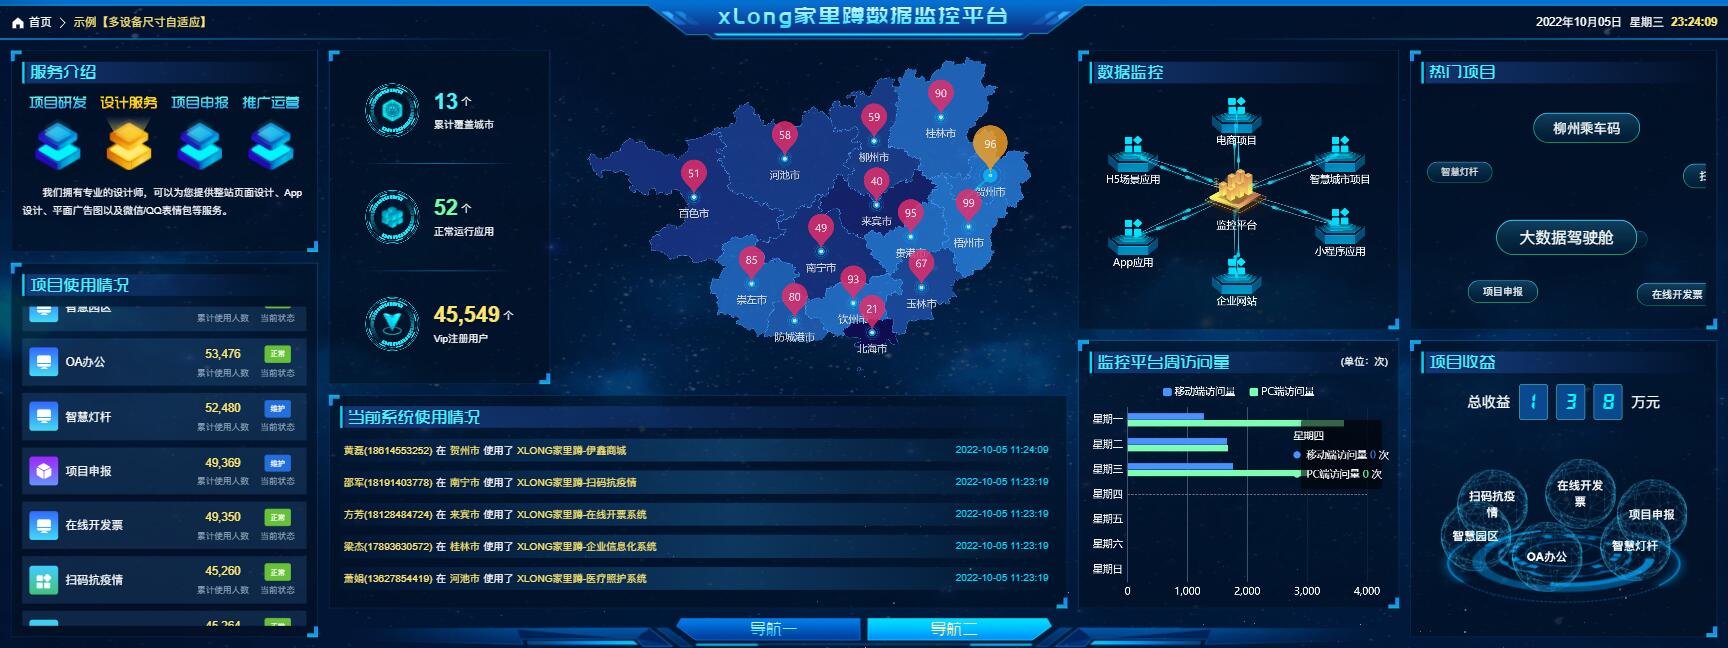 首页 > 示例【多设备尺寸自适应】
xLong家里蹲数据监控平台
2022年10月05日 星期三 23:24:09
服务介绍
项目研发 设计服务 项目申报 推广运营
我们拥有专业的设计师，可以为您提供整站页面设计、App
设计、平面广告图以及微信/QQ表情包等服务。
项目使用情况
智慧园区
累计使用人数 当前状态
OA办公 53,476 正常
累计使用人数 当前状态
智慧灯杆 52,480 维护
累计使用人数 当前状态
项目申报 49,369 维护
累计使用人数 当前状态
在线开发票 49,350 正常
累计使用人数 当前状态
扫码抗疫情 45,260 正常
累计使用人数 当前状态
45,264 正常
13 个
累计覆盖城市
52 个
正常运行应用
45,549 个
Vip注册用户
90
桂林市
59
柳州市
58
河池市
96
贺州市
51
百色市
40
来宾市
99
梧州市
95
贵港市
49
南宁市
67
玉林市
85
崇左市
93
钦州市
80
防城港市
21
北海市
当前系统使用情况
黄磊(18614553252) 在 贺州市 使用了 XLONG家里蹲-伊鑫商城 2022-10-05 11:24:09
邵军(18191403778) 在 南宁市 使用了 XLONG家里蹲-扫码抗疫情 2022-10-05 11:23:19
方芳(18128484724) 在 来宾市 使用了 XLONG家里蹲-在线开票系统 2022-10-05 11:23:19
梁杰(17893630572) 在 桂林市 使用了 XLONG家里蹲-企业信息化系统 2022-10-05 11:23:19
萧娟(13627854419) 在 河池市 使用了 XLONG家里蹲-医疗照护系统 2022-10-05 11:23:19
导航一
导航二
数据监控
电商项目
H5场景应用
智慧城市项目
监控平台
App应用
小程序应用
企业网站
监控平台周访问量 (单位：次)
移动端访问量 PC端访问量
星期一
星期二
星期三
星期四
星期五
星期六
星期日
0 1,000 2,000 3,000 4,000
星期四
移动端访问量 0 次
PC端访问量 0 次
热门项目
柳州乘车码
智慧灯杆
大数据驾驶舱
项目申报
在线开发票
项目收益
总收益 1 3 8 万元
扫码抗疫
情
在线开发
票
项目申报
智慧园区
OA办公
智慧灯杆